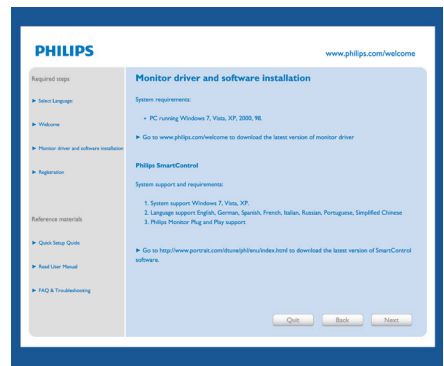 PHILIPS
www.philips.com/welcome
Required steps
Select Language
Welcome
Monitor driver and software installation
Registration
Reference materials
Quick Setup Guide
Read User Manual
FAQ & Troubleshooting
Monitor driver and software installation
System requirements:
• PC running Windows 7, Vista, XP, 2000, 98.
Go to www.philips.com/welcome to download the latest version of monitor driver
Philips SmartControl
System support and requirements:
1. System support Windows 7, Vista, XP.
2. Language support English, German, Spanish, French, Italian, Russian, Portuguese, Simplified Chinese
3. Philips Monitor Plug and Play support
Go to http://www.portrait.com/dtune/phl/enu/index.html to download the latest version of SmartControl
software.
Quit
Back
Next